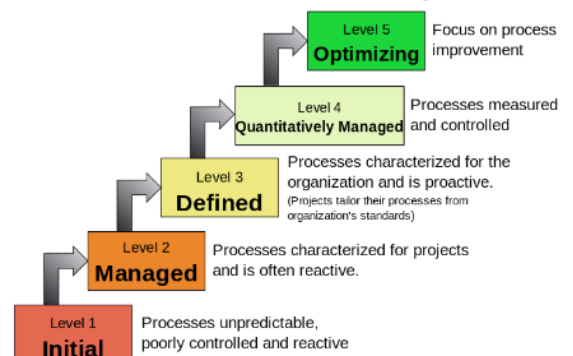 Level 5
Optimizing
Focus on process
improvement
Level 4
Quantitatively Managed
Processes measured
and controlled
Level 3
Defined
Processes characterized for the
organization and is proactive.
(Projects tailor their processes from
organization's standards)
Level 2
Managed
Processes characterized for projects
and is often reactive.
Level 1
Initial
Processes unpredictable,
poorly controlled and reactive